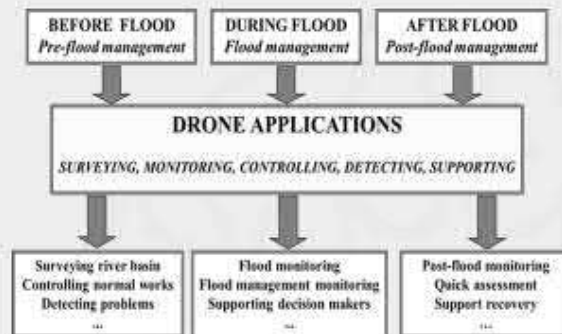 BEFORE FLOOD
Pre-flood management
DURING FLOOD
Flood management
AFTER FLOOD
Post-flood management
DRONE APPLICATIONS
SURVEYING, MONITORING, CONTROLLING, DETECTING, SUPPORTING
Surveying river basin
Controlling normal works
Detecting problems
...
Flood monitoring
Flood management monitoring
Supporting decision makers
...
Post-flood monitoring
Quick assessment
Support recovery
...